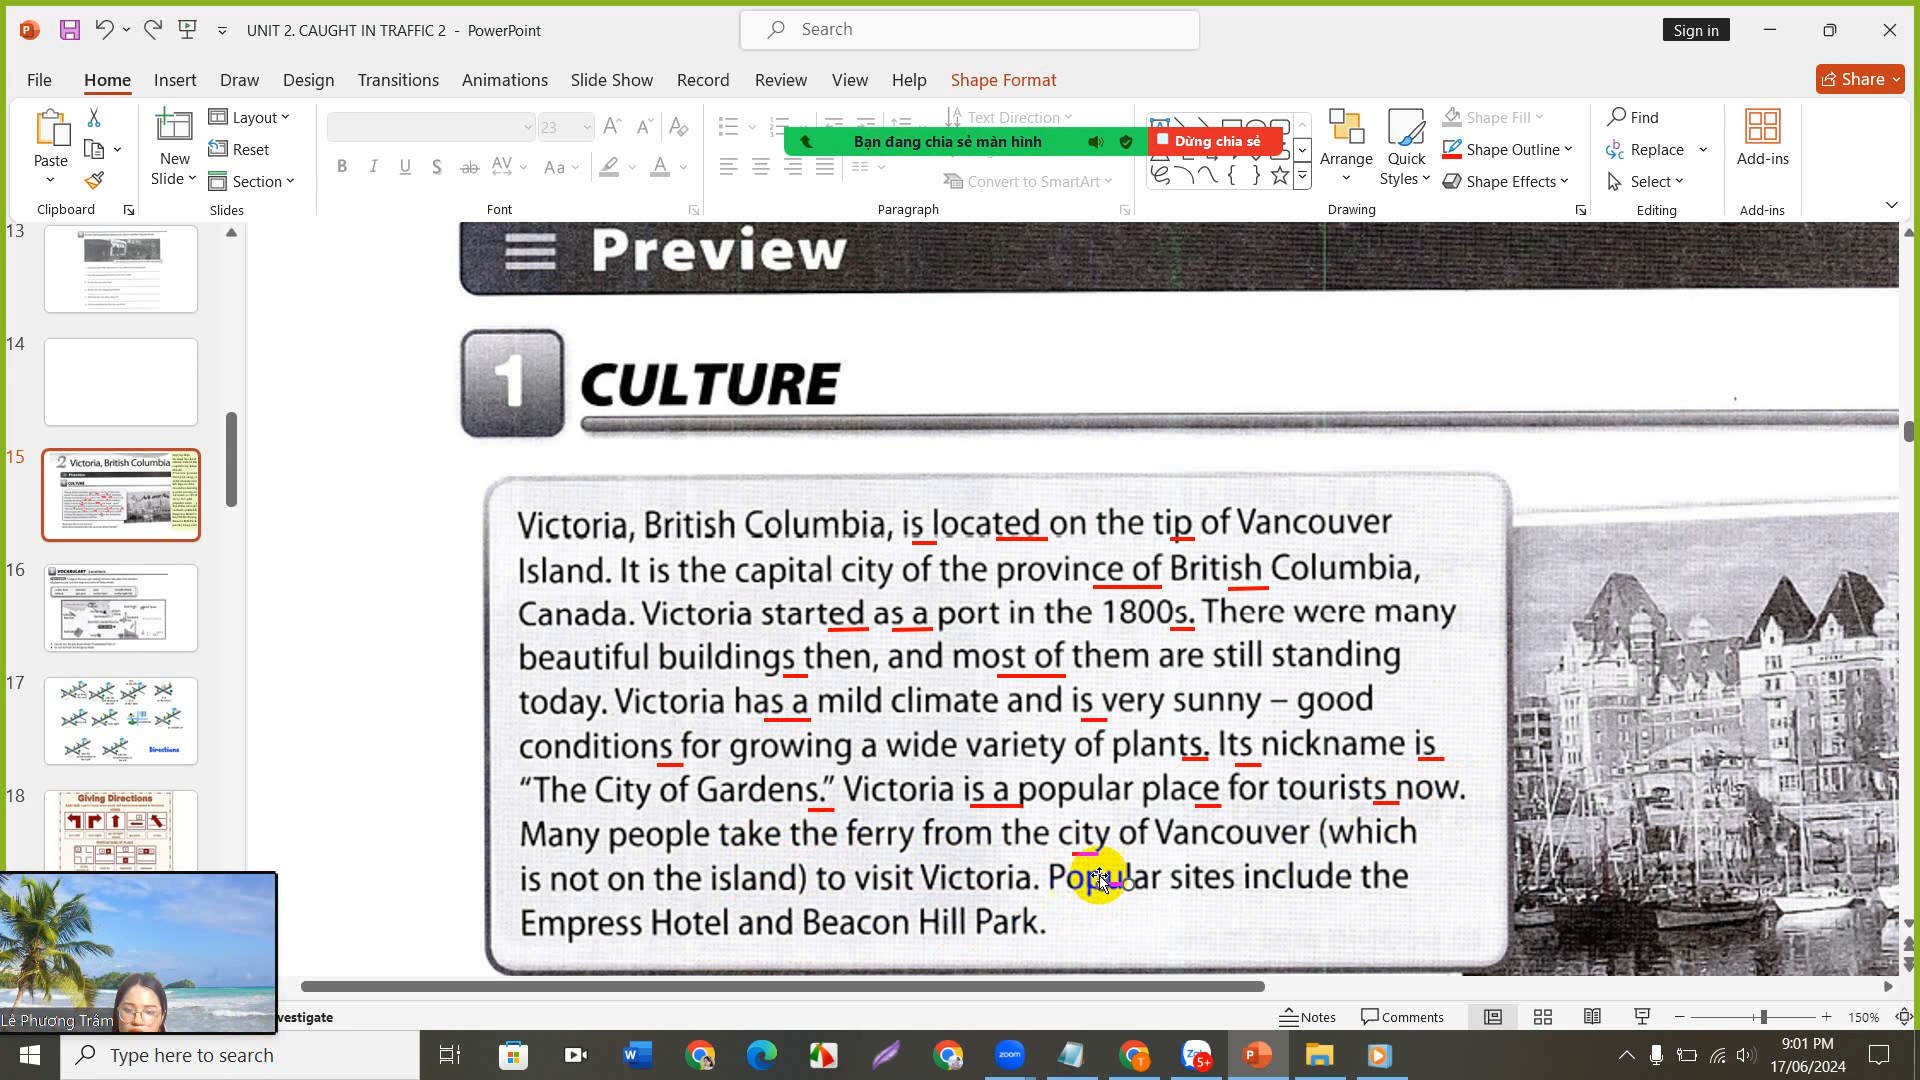 UNIT 2. CAUGHT IN TRAFFIC 2 - PowerPoint
Search
Sign in
File
Home
Insert
Draw
Design
Transitions
Animations
Slide Show
Record
Review
View
Help
Shape Format
Share
Paste
Clipboard
New
Slide
Layout
Reset
Section
Slides
23
Font
Text Direction
Convert to SmartArt
Paragraph
Bạn đang chia sẻ màn hình
Dừng chia sẻ
Arrange
Quick
Styles
Shape Fill
Shape Outline
Shape Effects
Drawing
Find
Replace
Select
Editing
Add-ins
Add-ins
13
14
15
2 Victoria, British Columbia
CULTURE
16
VOCABULARY
17
Directions
18
Giving Directions
Preview
1
CULTURE
Victoria, British Columbia, is located on the tip of Vancouver
Island. It is the capital city of the province of British Columbia,
Canada. Victoria started as a port in the 1800s. There were many
beautiful buildings then, and most of them are still standing
today. Victoria has a mild climate and is very sunny – good
conditions for growing a wide variety of plants. Its nickname is
“The City of Gardens.” Victoria is a popular place for tourists now.
Many people take the ferry from the city of Vancouver (which
is not on the island) to visit Victoria. Popular sites include the
Empress Hotel and Beacon Hill Park.
Lê Phương Trầm
vestigate
Notes
Comments
150%
Type here to search
zoom
5+
9:01 PM
17/06/2024